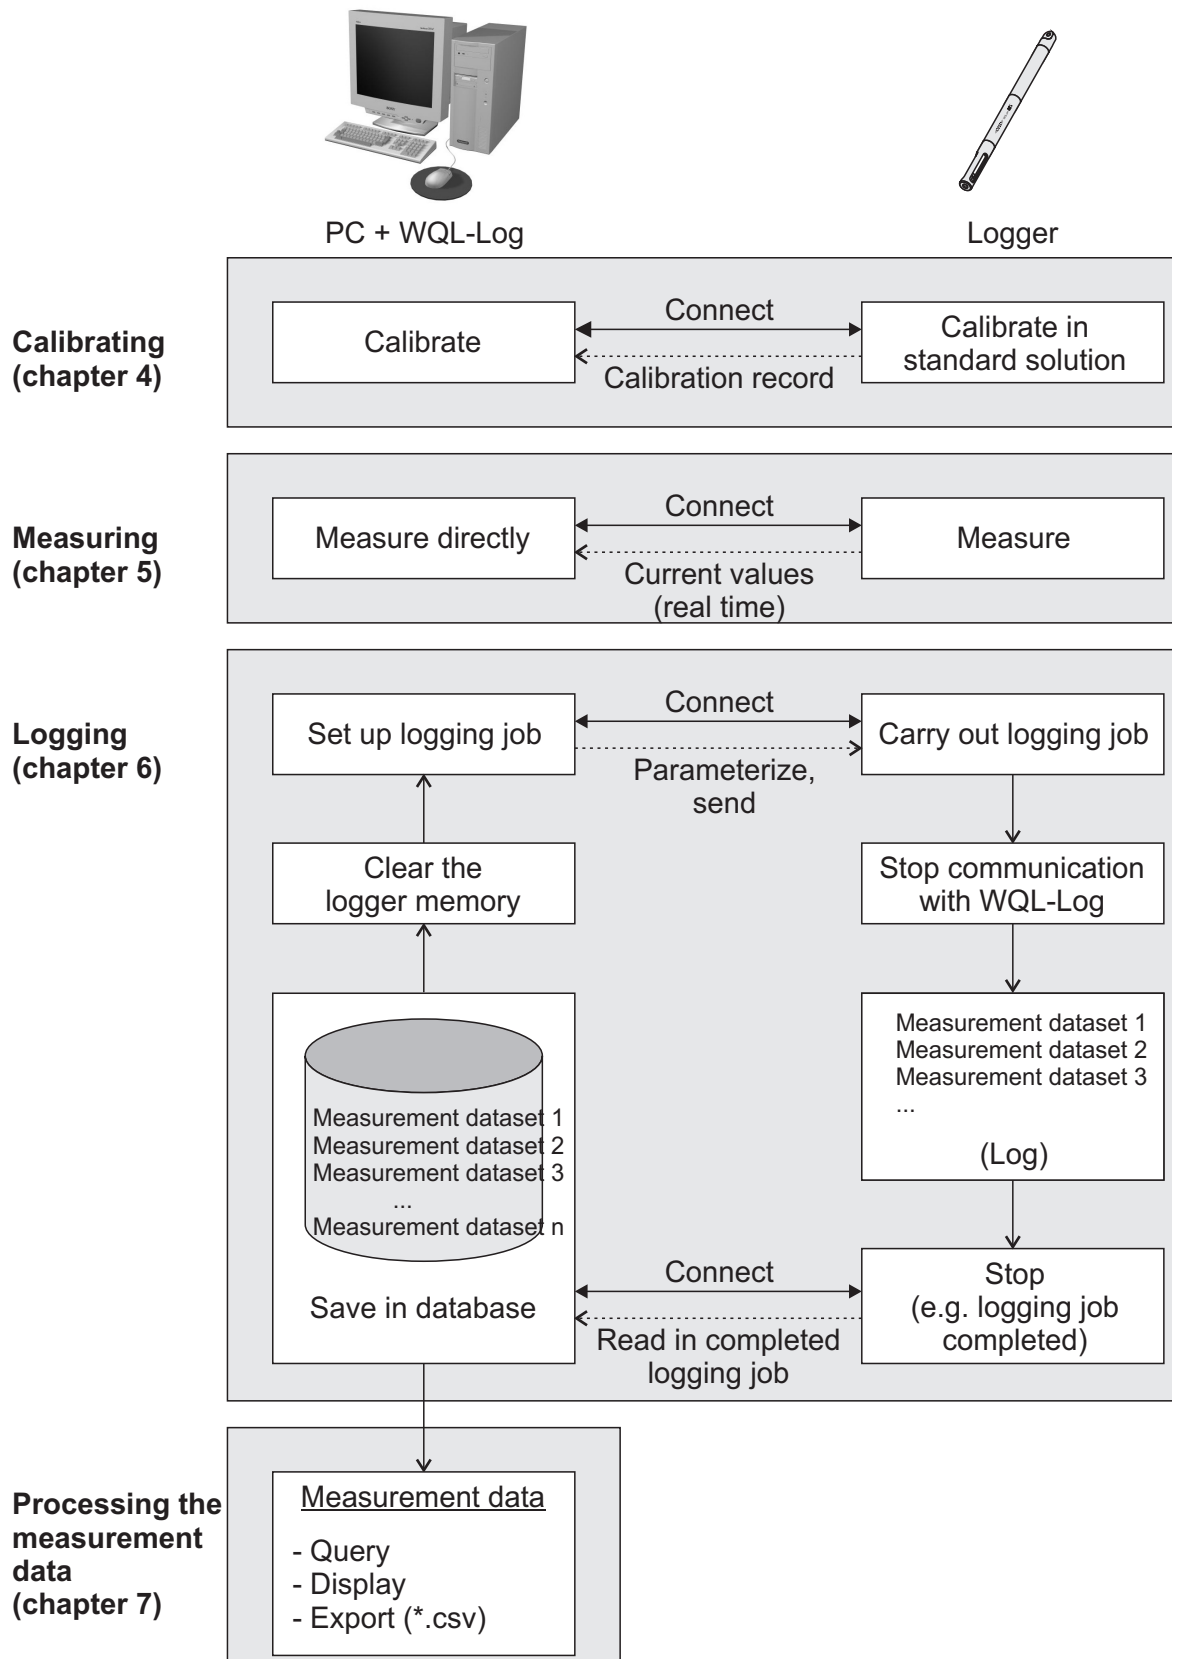 PC + WQL-Log
Logger
Calibrating
(chapter 4)
Calibrate
Connect
Calibration record
Calibrate in
standard solution
Measuring
(chapter 5)
Measure directly
Connect
Current values
(real time)
Measure
Logging
(chapter 6)
Set up logging job
Connect
Parameterize,
send
Carry out logging job
Clear the
logger memory
Stop communication
with WQL-Log
Measurement dataset 1
Measurement dataset 2
Measurement dataset 3
...
Measurement dataset n
Save in database
Measurement dataset 1
Measurement dataset 2
Measurement dataset 3
...
(Log)
Connect
Read in completed
logging job
Stop
(e.g. logging job
completed)
Processing the
measurement
data
(chapter 7)
Measurement data
- Query
- Display
- Export (*.csv)